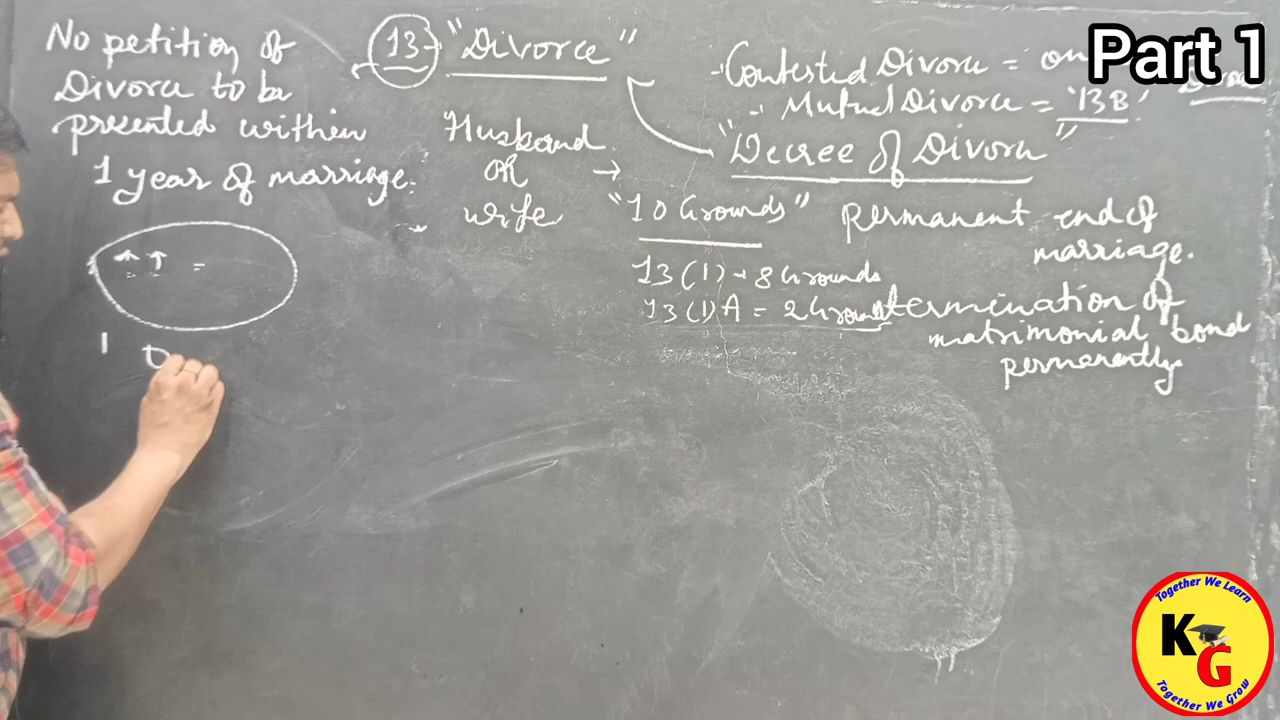 No petition of
Divorce to be
presented within
1 year of marriage.
13 - "Divorce"
Husband
OR
wife
Contested Divorce = on
Mutual Divorce = '13B'
"Decree of Divorce"
"10 Grounds"
permanent end of
marriage.
13(1) - 8 Grounds
13(1)A = 2 Grounds
termination of
matrimonial bond
permanently
1
Part 1
Together We Learn
KG
Together We Grow